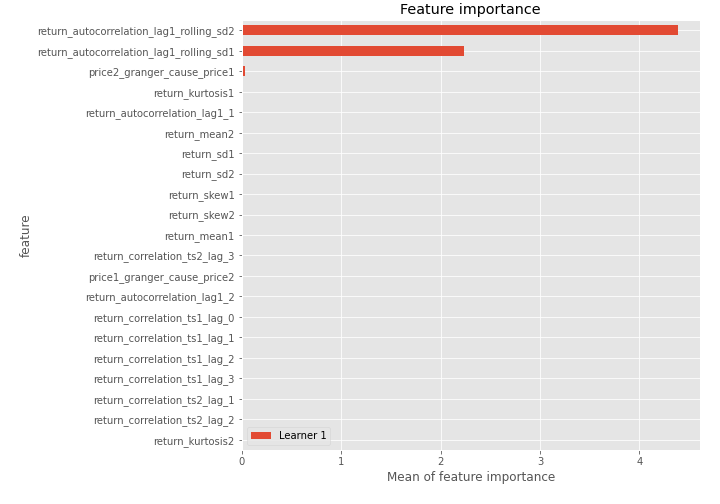 Feature importance
return_autocorrelation_lag1_rolling_sd2
return_autocorrelation_lag1_rolling_sd1
price2_granger_cause_price1
return_kurtosis1
return_autocorrelation_lag1_1
return_mean2
return_sd1
return_sd2
return_skew1
return_skew2
return_mean1
return_correlation_ts2_lag_3
price1_granger_cause_price2
return_autocorrelation_lag1_2
return_correlation_ts1_lag_0
return_correlation_ts1_lag_1
return_correlation_ts1_lag_2
return_correlation_ts1_lag_3
return_correlation_ts2_lag_1
return_correlation_ts2_lag_2
return_kurtosis2
feature
Learner 1
0 1 2 3 4
Mean of feature importance